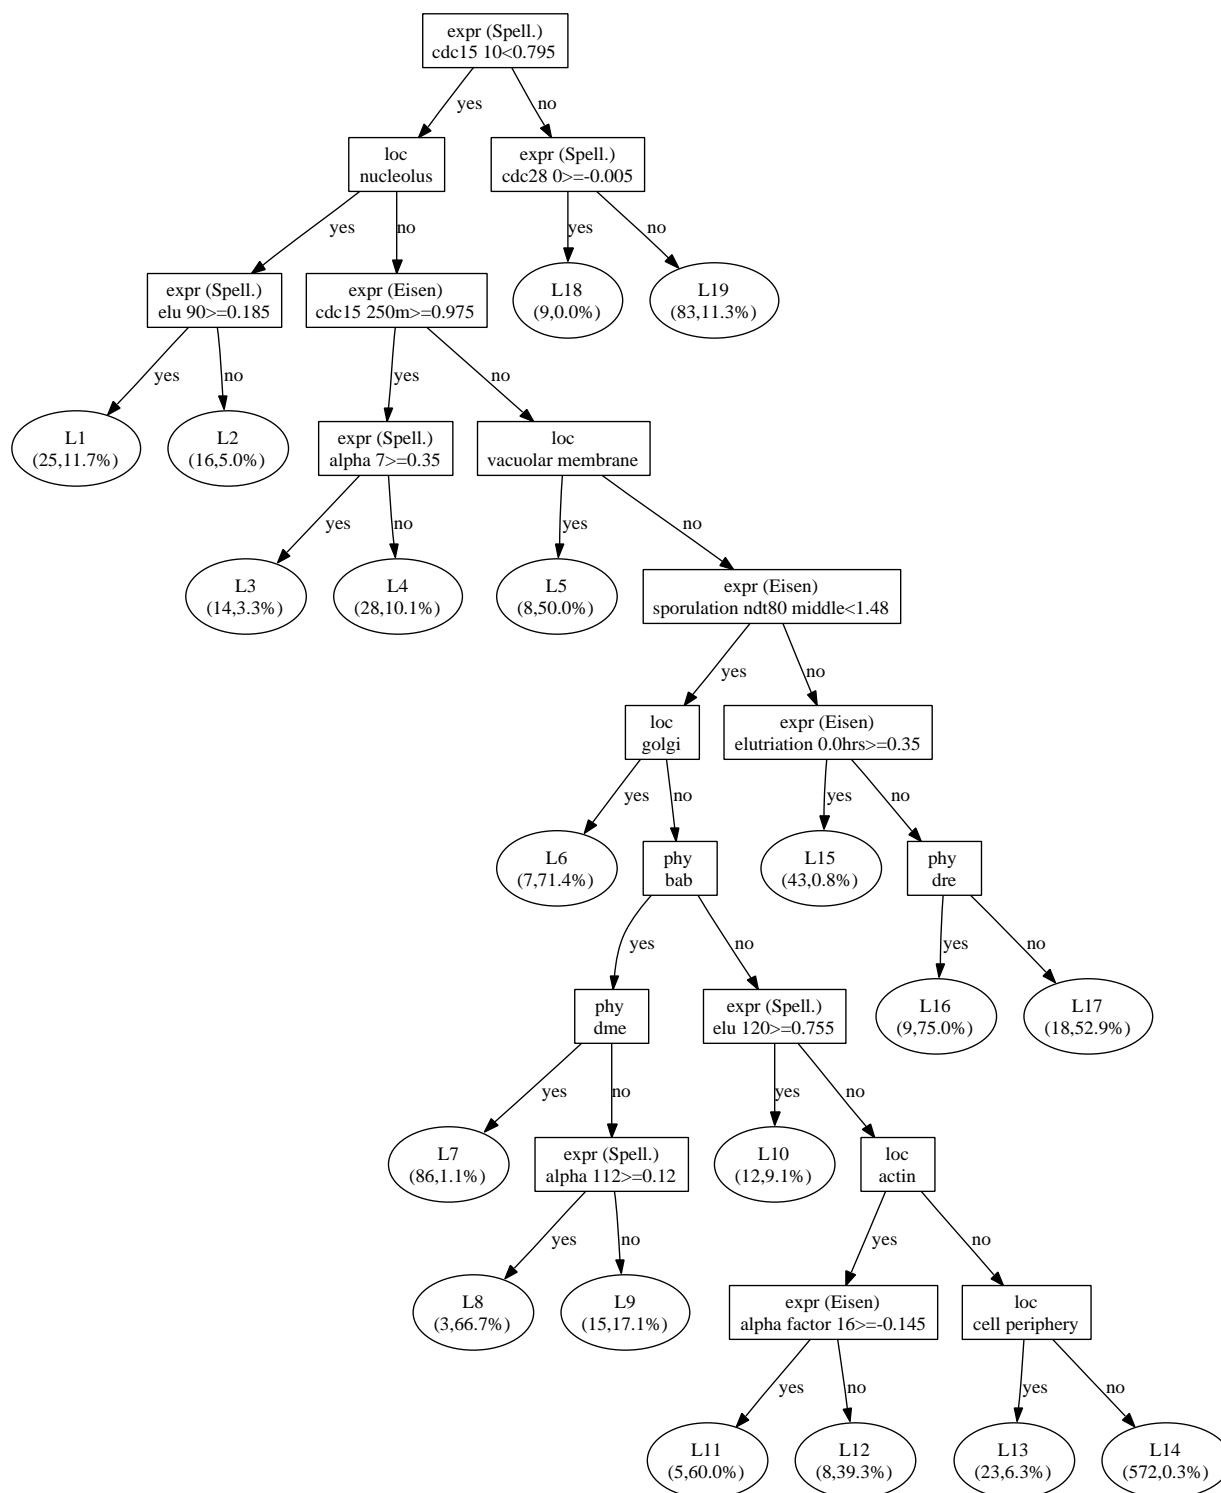 expr (Spell.)
cdc15 10<0.795
yes
no
loc
nucleolus
expr (Spell.)
cdc28 0>=-0.005
yes
no
yes
no
expr (Spell.)
elu 90>=0.185
expr (Eisen)
cdc15 250m>=0.975
L18
(9,0.0%)
L19
(83,11.3%)
yes
no
yes
no
L1
(25,11.7%)
L2
(16,5.0%)
expr (Spell.)
alpha 7>=0.35
loc
vacuolar membrane
yes
no
yes
no
L3
(14,3.3%)
L4
(28,10.1%)
L5
(8,50.0%)
expr (Eisen)
sporulation ndt80 middle<1.48
yes
no
loc
golgi
expr (Eisen)
elutriation 0.0hrs>=0.35
yes
no
yes
no
L6
(7,71.4%)
phy
bab
L15
(43,0.8%)
phy
dre
yes
no
yes
no
phy
dme
expr (Spell.)
elu 120>=0.755
L16
(9,75.0%)
L17
(18,52.9%)
yes
no
yes
no
L7
(86,1.1%)
expr (Spell.)
alpha 112>=0.12
L10
(12,9.1%)
loc
actin
yes
no
yes
no
L8
(3,66.7%)
L9
(15,17.1%)
expr (Eisen)
alpha factor 16>=-0.145
loc
cell periphery
yes
no
yes
no
L11
(5,60.0%)
L12
(8,39.3%)
L13
(23,6.3%)
L14
(572,0.3%)